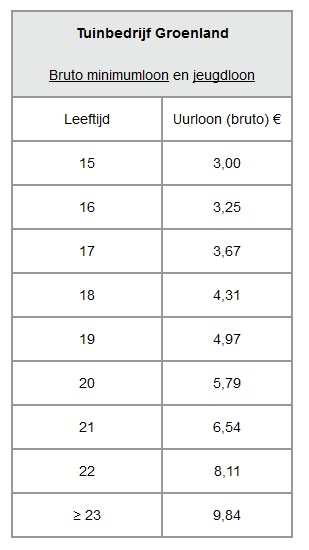 Tuinbedrijf Groenland
Bruto minimumloon en jeugdloon
Leeftijd Uurloon (bruto) €
15 3,00
16 3,25
17 3,67
18 4,31
19 4,97
20 5,79
21 6,54
22 8,11
≥ 23 9,84